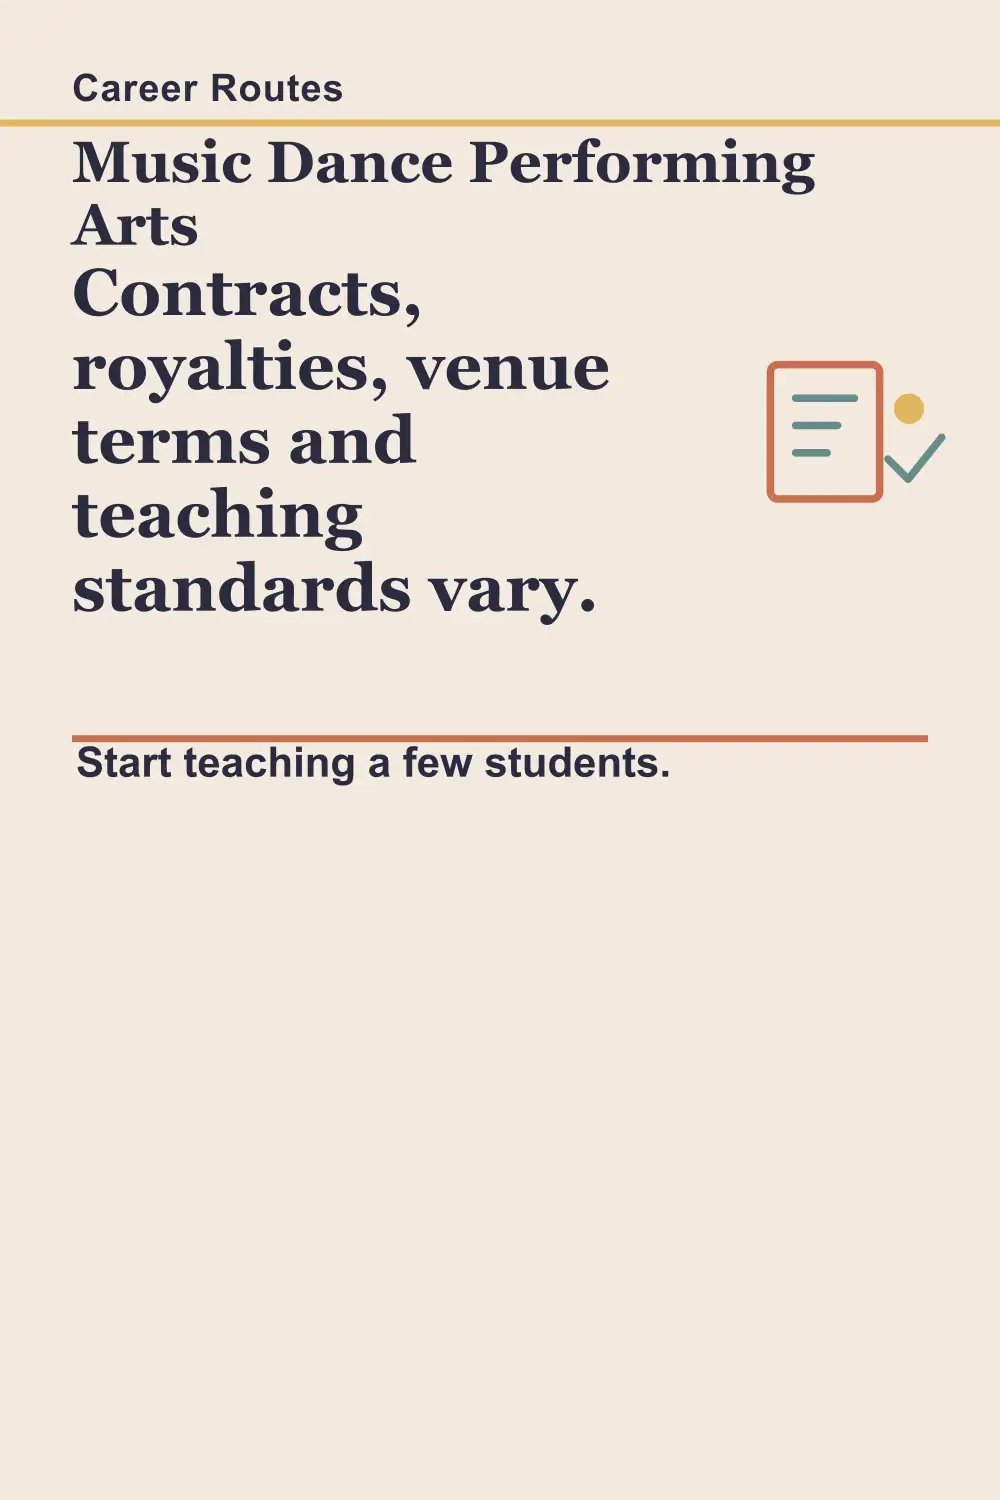 Career Routes
Music Dance Performing
Arts
Contracts,
royalties, venue
terms and
teaching
standards vary.
Start teaching a few students.